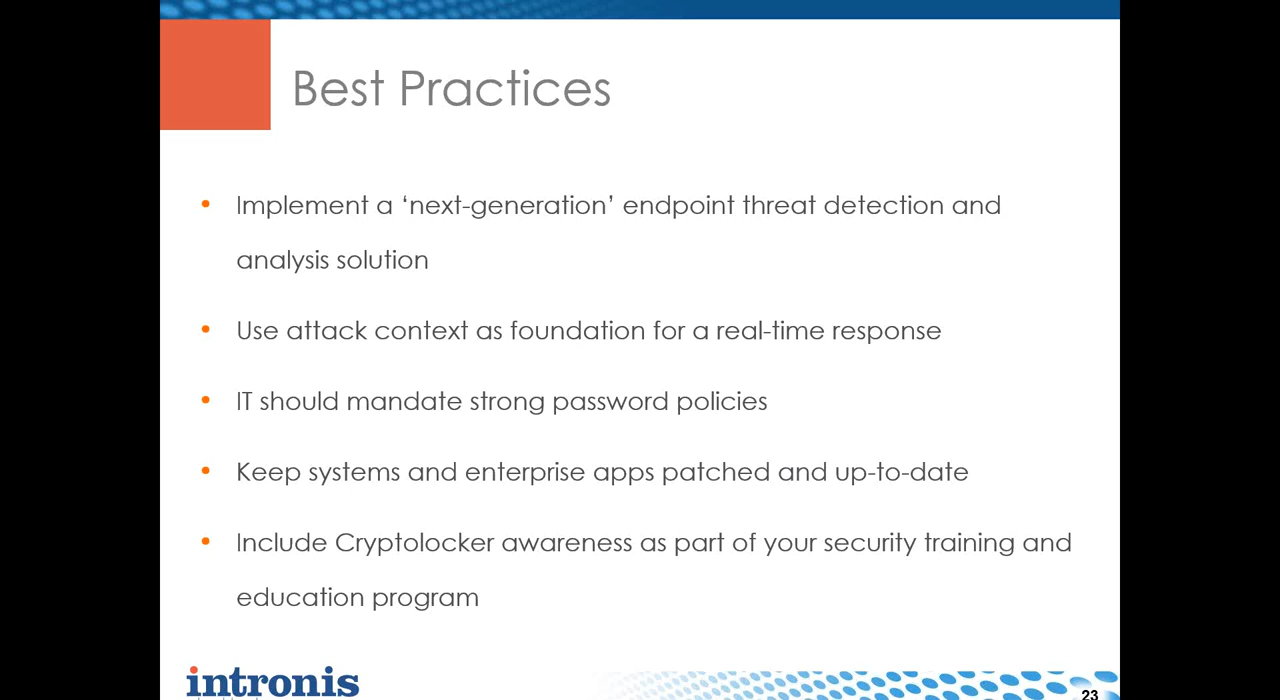 Best Practices
• Implement a ‘next-generation’ endpoint threat detection and
analysis solution
• Use attack context as foundation for a real-time response
• IT should mandate strong password policies
• Keep systems and enterprise apps patched and up-to-date
• Include Cryptolocker awareness as part of your security training and
education program
intronis
23